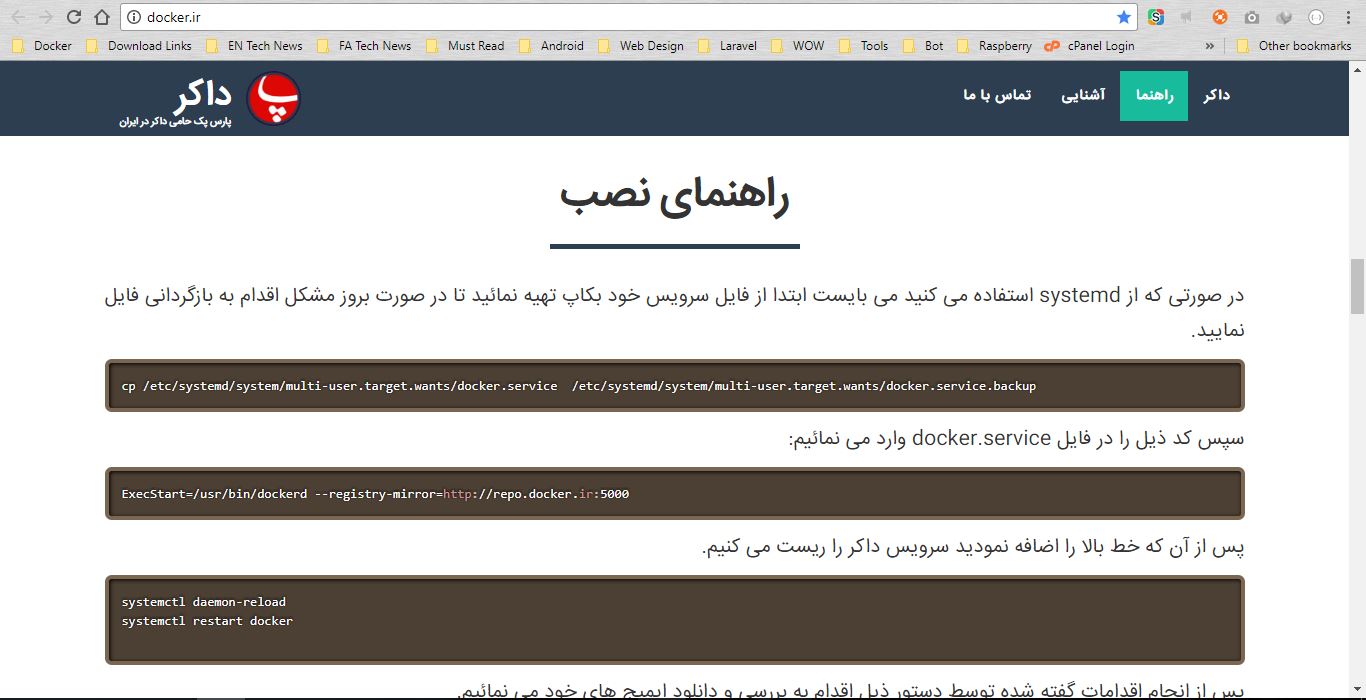 docker.ir
Docker Download Links EN Tech News FA Tech News Must Read Android Web Design Laravel WOW Tools Bot Raspberry cPanel Login » Other bookmarks
داکر
پارس پک حامی داکر در ایران
داکر راهنما آشنایی تماس با ما
راهنمای نصب
در صورتی که از systemd استفاده می کنید می بایست ابتدا از فایل سرویس خود بکاپ تهیه نمائید تا در صورت بروز مشکل اقدام به بازگردانی فایل
نمایید.
cp /etc/systemd/system/multi-user.target.wants/docker.service  /etc/systemd/system/multi-user.target.wants/docker.service.backup
سپس کد ذیل را در فایل docker.service وارد می نمائیم:
ExecStart=/usr/bin/dockerd --registry-mirror=http://repo.docker.ir:5000
پس از آن که خط بالا را اضافه نمودید سرویس داکر را ریست می کنیم.
systemctl daemon-reload
systemctl restart docker
پس از انجام اقدامات گفته شده توسط دستور ذیل اقدام به بررسی و دانلود ایمیج های خود می نمائیم.